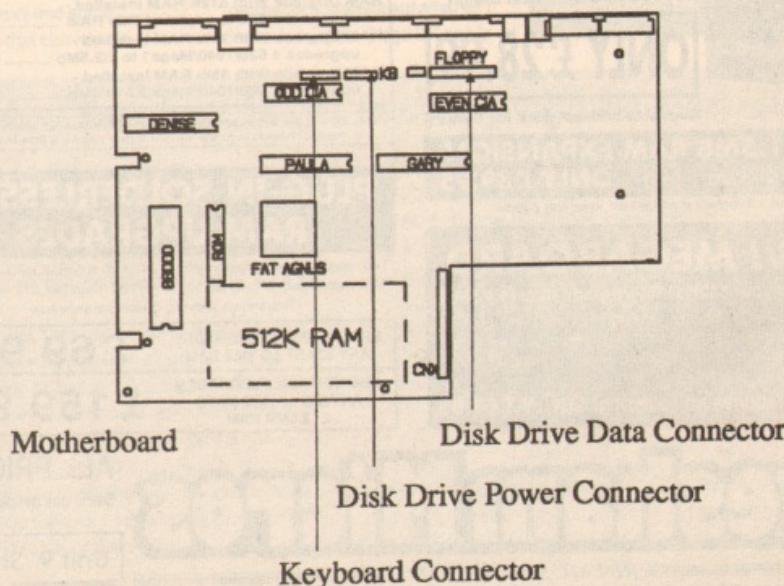 FLOPPY
KB
ODD CIA
EVEN CIA
DENISE
PAULA
GARY
68000
ROM
FAT AGNUS
512K RAM
CNX
Motherboard
Disk Drive Data Connector
Disk Drive Power Connector
Keyboard Connector